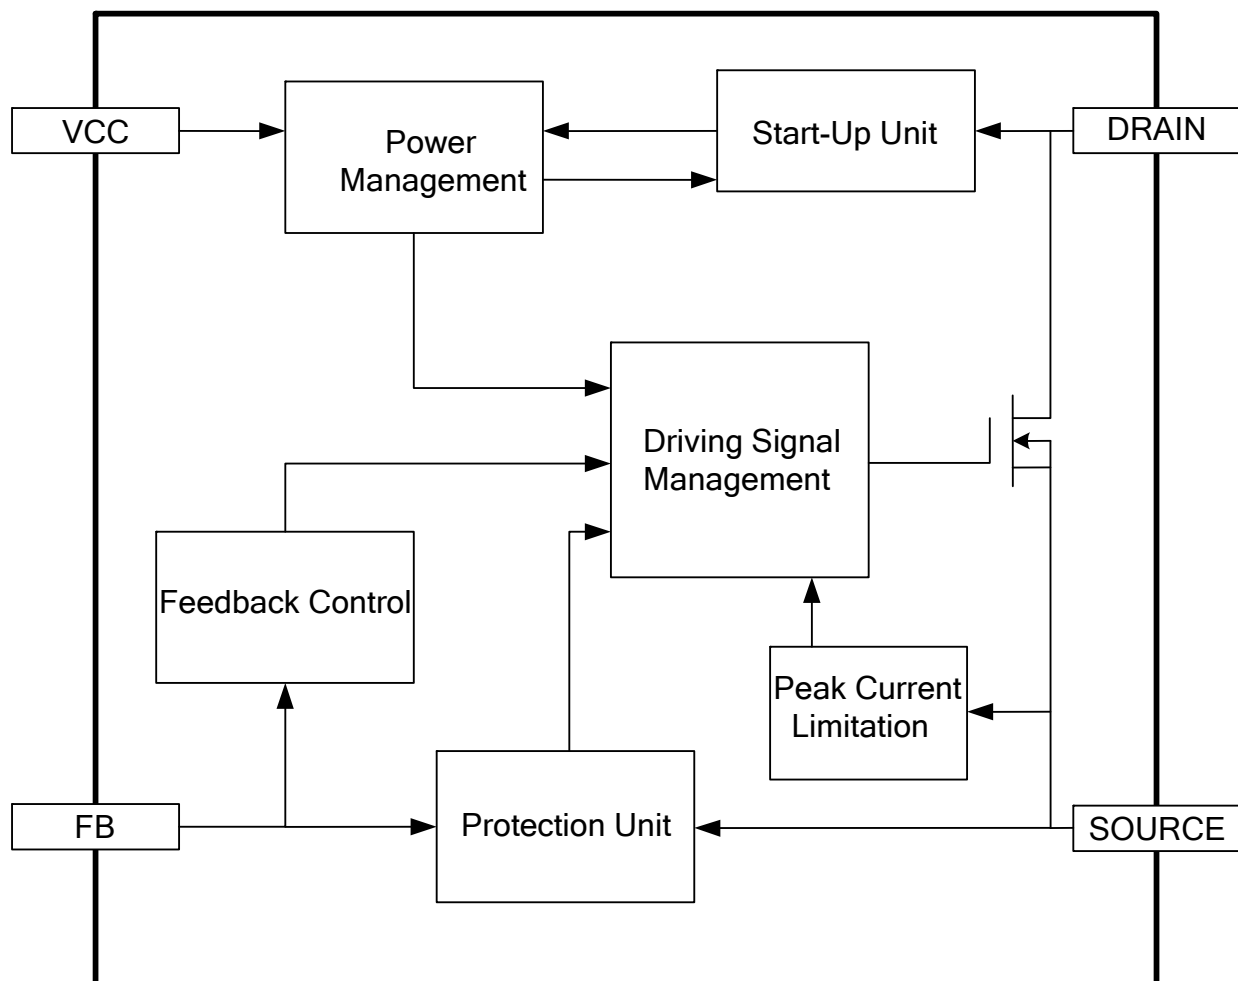 VCC
Power
Management
Start-Up Unit
DRAIN
Driving Signal
Management
Feedback Control
Peak Current
Limitation
FB
Protection Unit
SOURCE